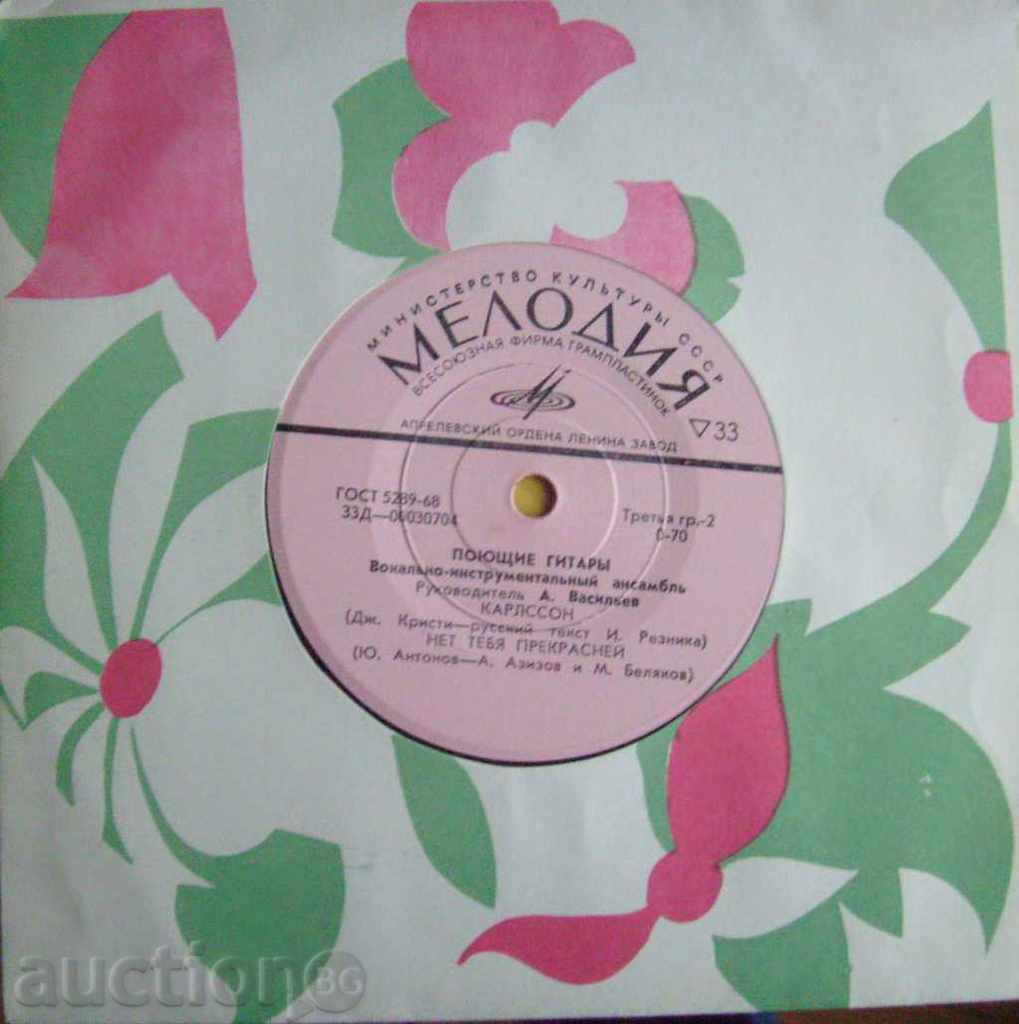 МИНИСТЕРСТВО КУЛЬТУРЫ СССР
МЕЛОДИЯ
ВСЕСОЮЗНАЯ ФИРМА ГРАМПЛАСТИНОК
▽33
АПРЕЛЕВСКИЙ ОРДЕНА ЛЕНИНА ЗАВОД
ГОСТ 5289-68
33Д—00030704
Третья гр.-2
0-70
ПОЮЩИЕ ГИТАРЫ
Вокально-инструментальный ансамбль
Руководитель А. Васильев
КАРЛССОН
(Дж. Кристи—русский текст И. Резника)
НЕТ ТЕБЯ ПРЕКРАСНЕЙ
(Ю. Антонов—А. Азизов и М. Беляков)
auction BG